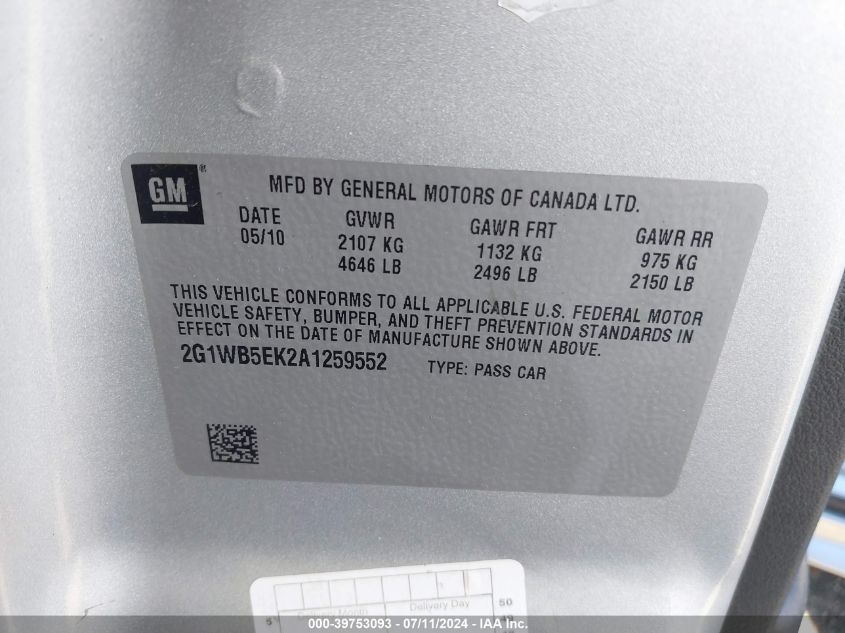 GM®
MFD BY GENERAL MOTORS OF CANADA LTD.
DATE GVWR GAWR FRT GAWR RR
05/10 2107 KG 1132 KG 975 KG
4646 LB 2496 LB 2150 LB
THIS VEHICLE CONFORMS TO ALL APPLICABLE U.S. FEDERAL MOTOR
VEHICLE SAFETY, BUMPER, AND THEFT PREVENTION STANDARDS IN
EFFECT ON THE DATE OF MANUFACTURE SHOWN ABOVE.
2G1WB5EK2A1259552 TYPE: PASS CAR
Delivery Month Delivery Day 50
000-39753093 - 07/11/2024 - IAA Inc.